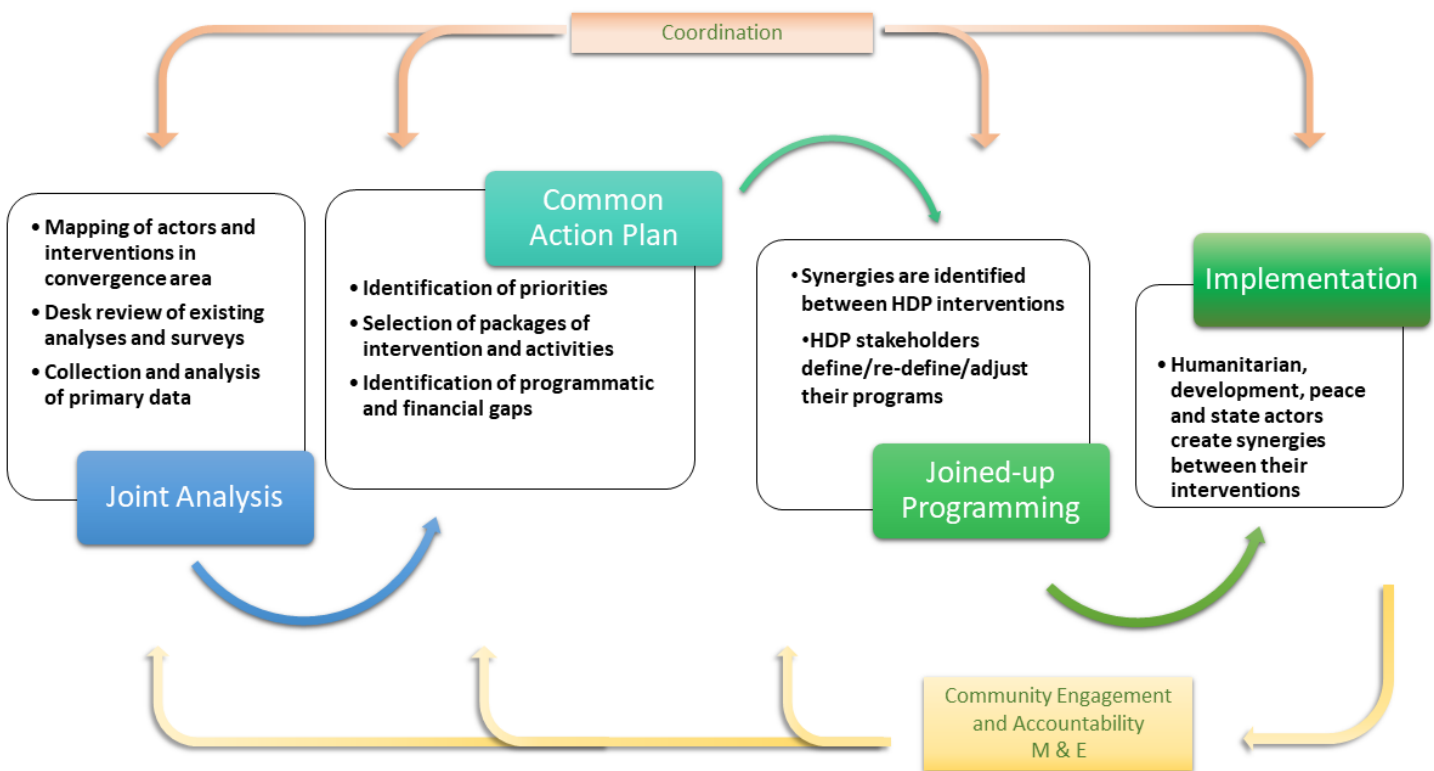 Coordination
• Mapping of actors and
interventions in
convergence area
• Desk review of existing
analyses and surveys
• Collection and analysis
of primary data
Joint Analysis
Common
Action Plan
• Identification of priorities
• Selection of packages of
intervention and activities
• Identification of programmatic
and financial gaps
• Synergies are identified
between HDP interventions
• HDP stakeholders
define/re-define/adjust
their programs
Joined-up
Programming
Implementation
• Humanitarian,
development, peace
and state actors
create synergies
between their
interventions
Community Engagement
and Accountability
M & E